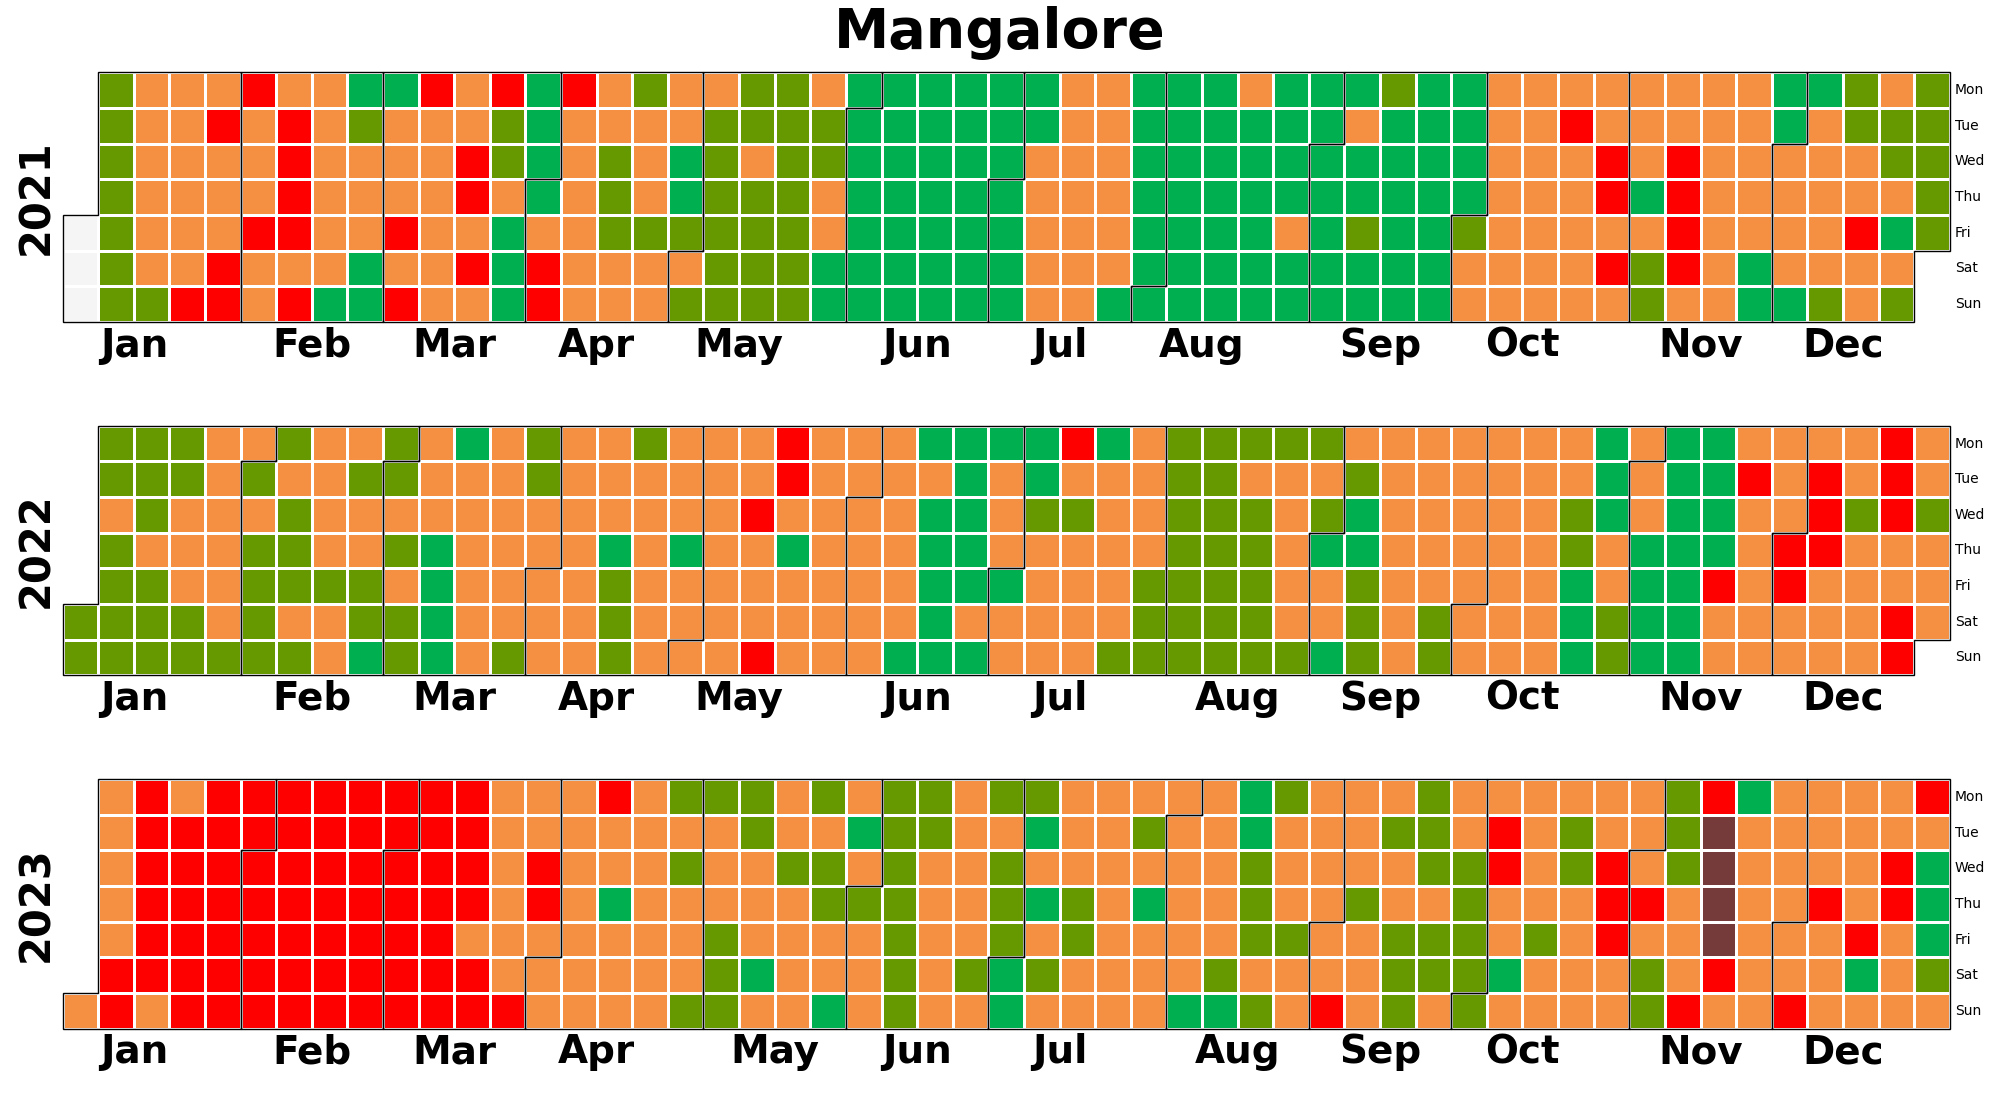 Mangalore
2021
Mon
Tue
Wed
Thu
Fri
Sat
Sun
Jan Feb Mar Apr May Jun Jul Aug Sep Oct Nov Dec
2022
Mon
Tue
Wed
Thu
Fri
Sat
Sun
Jan Feb Mar Apr May Jun Jul Aug Sep Oct Nov Dec
2023
Mon
Tue
Wed
Thu
Fri
Sat
Sun
Jan Feb Mar Apr May Jun Jul Aug Sep Oct Nov Dec